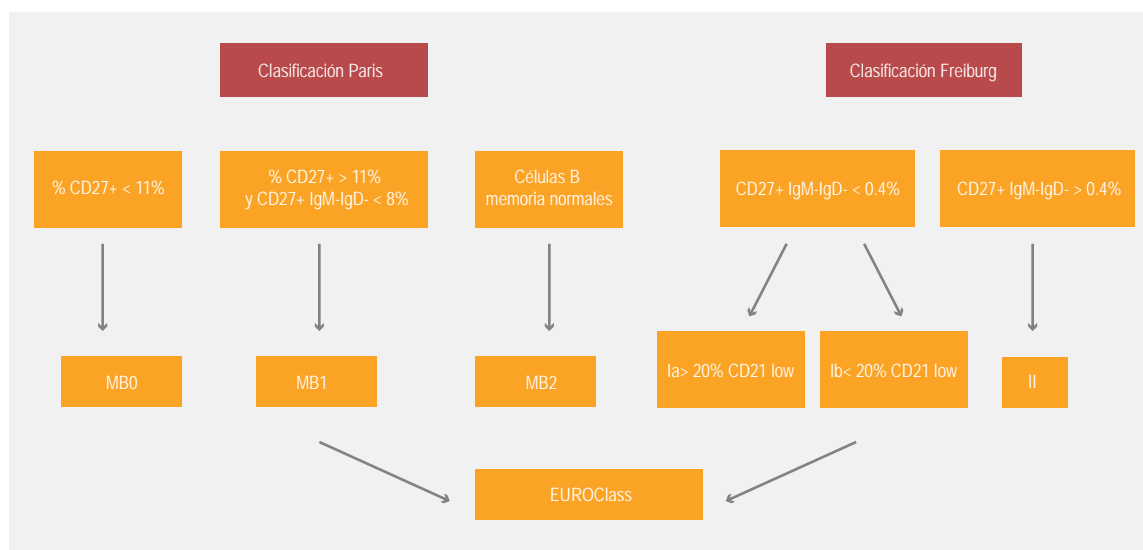 Clasificación Paris
Clasificación Freiburg
% CD27+ < 11%
% CD27+ > 11%
y CD27+ IgM-IgD- < 8%
Células B
memoria normales
CD27+ IgM-IgD- < 0.4%
CD27+ IgM-IgD- > 0.4%
MB0
MB1
MB2
Ia> 20% CD21 low
Ib< 20% CD21 low
II
EUROClass